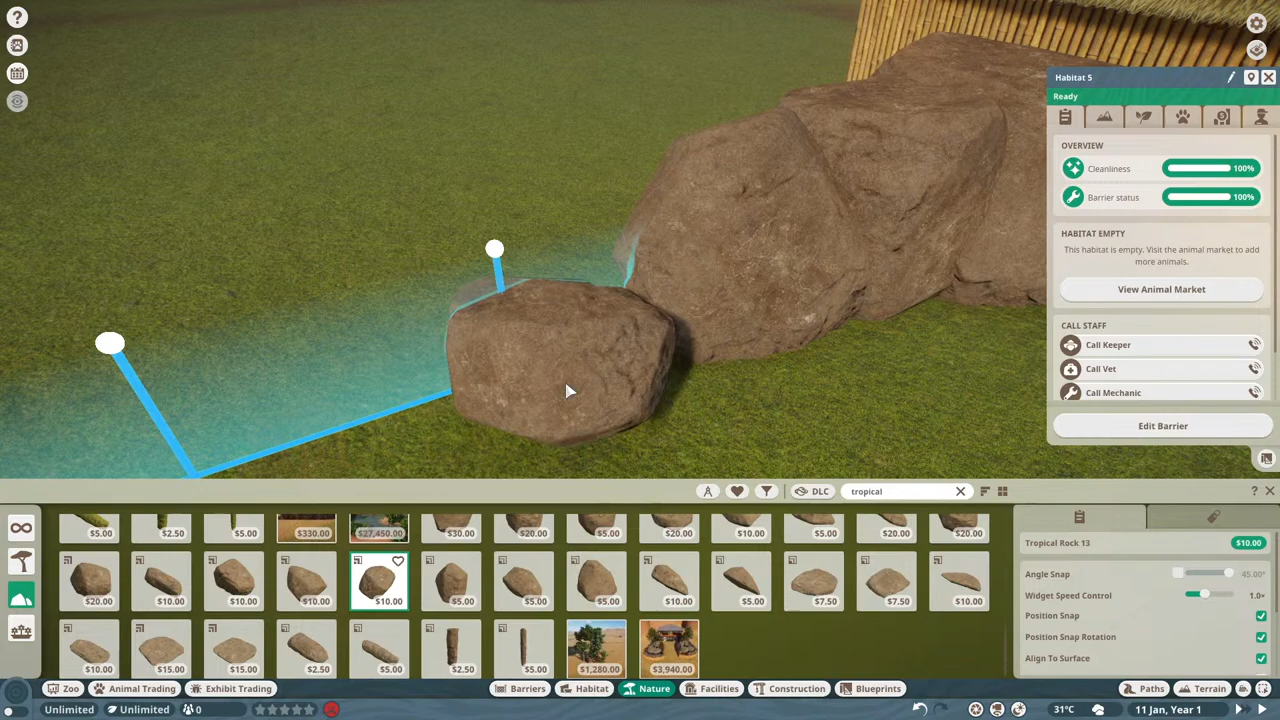 ?
Habitat 5
Ready
OVERVIEW
Cleanliness 100%
Barrier status 100%
HABITAT EMPTY
This habitat is empty. Visit the animal market to add
more animals.
View Animal Market
CALL STAFF
Call Keeper
Call Vet
Call Mechanic
Edit Barrier
DLC tropical ?
$5.00 $2.50 $5.00 $330.00 $27,450.00 $30.00 $20.00 $5.00 $20.00 $10.00 $5.00 $20.00 $20.00
$20.00 $10.00 $10.00 $10.00 $10.00 $5.00 $5.00 $5.00 $10.00 $5.00 $7.50 $7.50 $10.00
$10.00 $15.00 $15.00 $2.50 $5.00 $2.50 $5.00 $1,280.00 $3,940.00
Tropical Rock 13 $10.00
Angle Snap 45.00°
Widget Speed Control 1.0×
Position Snap
Position Snap Rotation
Align To Surface
Zoo Animal Trading Exhibit Trading Barriers Habitat Nature Facilities Construction Blueprints Paths Terrain
Unlimited Unlimited 0 31°C 11 Jan, Year 1